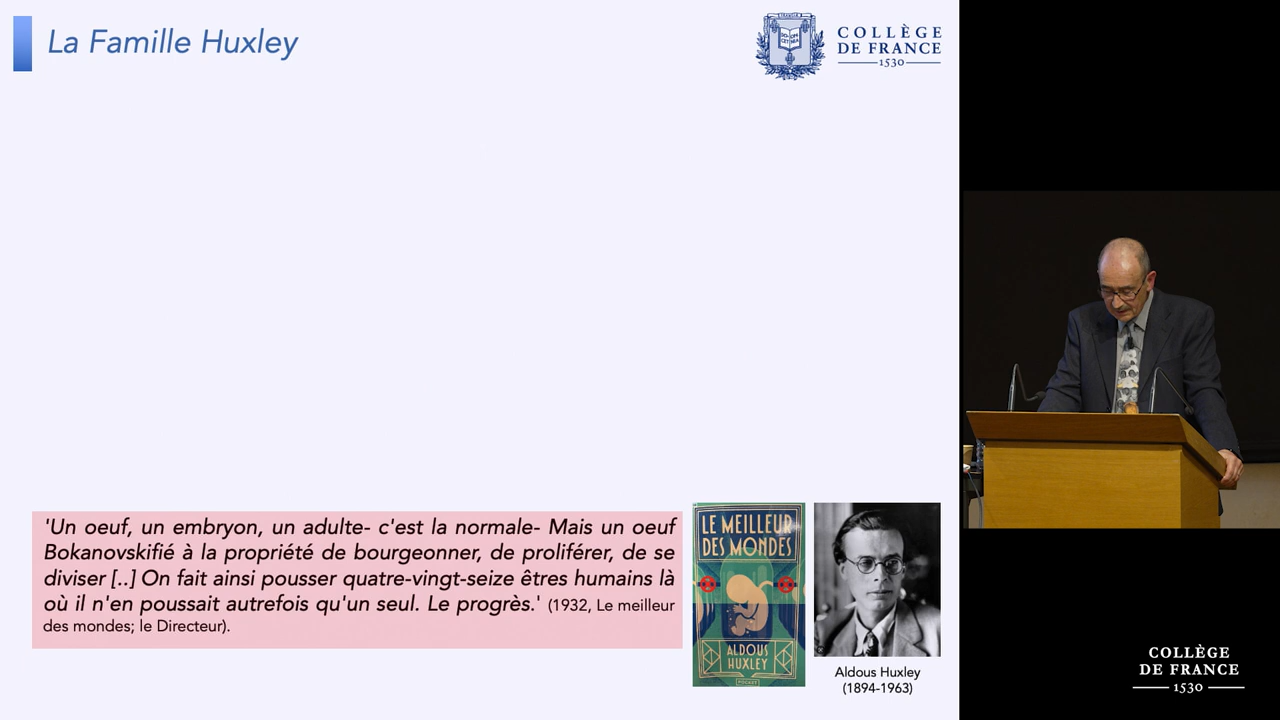 La Famille Huxley
COLLÈGE
DE FRANCE
1530
'Un oeuf, un embryon, un adulte- c'est la normale- Mais un oeuf
Bokanovskifié à la propriété de bourgeonner, de proliférer, de se
diviser [..] On fait ainsi pousser quatre-vingt-seize êtres humains là
où il n'en poussait autrefois qu'un seul. Le progrès.' (1932, Le meilleur
des mondes; le Directeur).
LE MEILLEUR
DES MONDES
ALDOUS
HUXLEY
POCKET
Aldous Huxley
(1894-1963)
COLLÈGE
DE FRANCE
1530